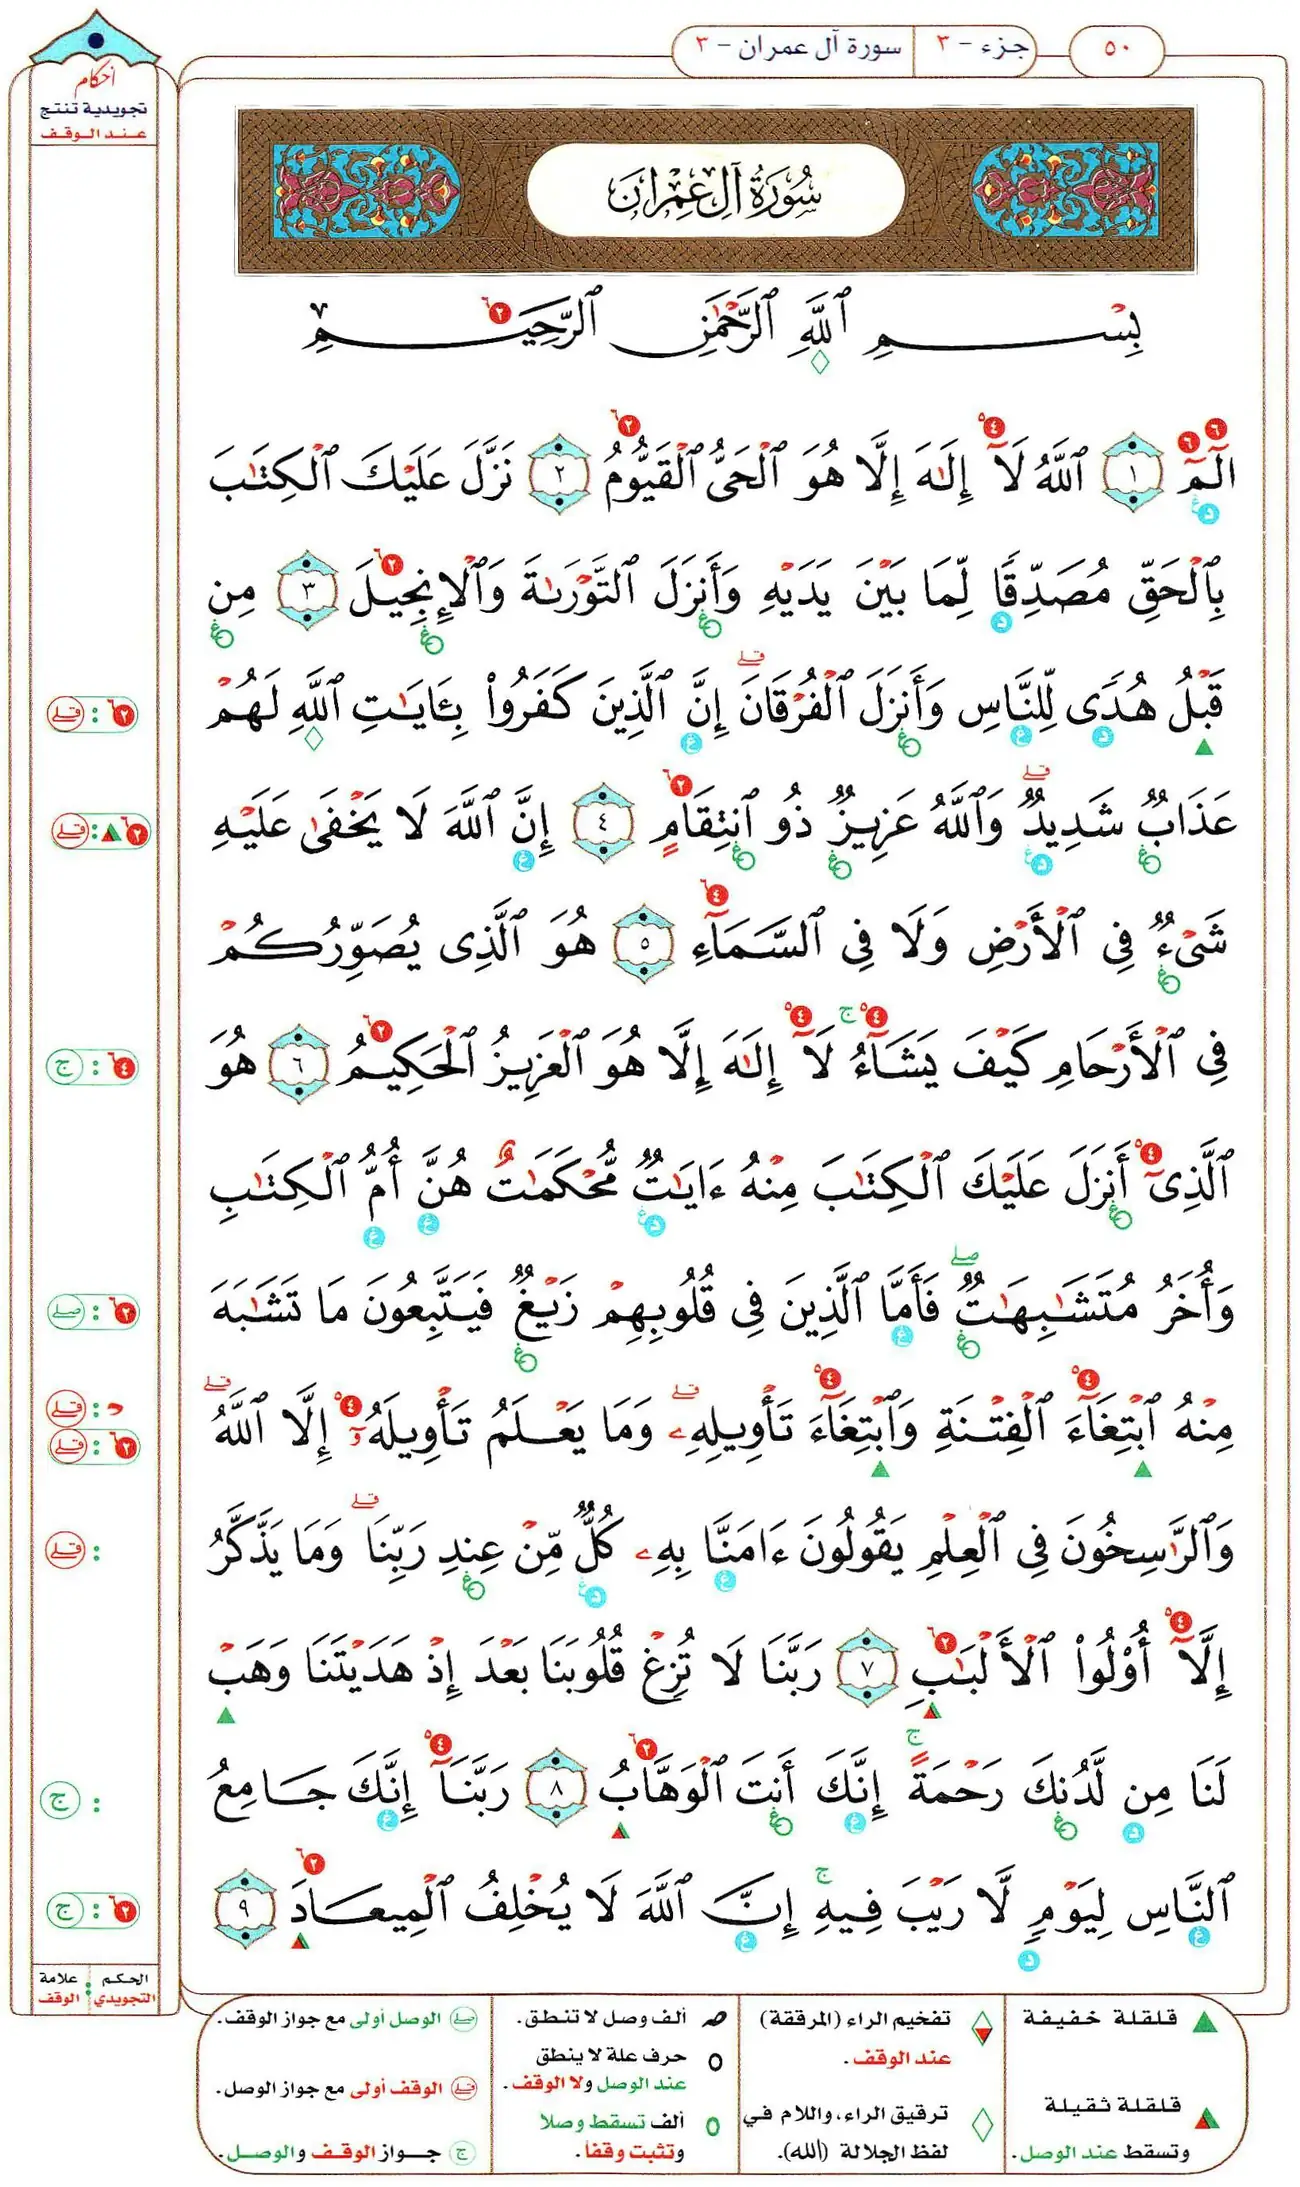 ٥٠
جزء - ٣
سورة آل عمران - ٣
أحكام
تجويدية تنتج
عند الوقف
سُورَةُ آلِ عِمْرَانَ
بِسْمِ ٱللَّهِ ٱلرَّحْمَٰنِ ٱلرَّحِيمِ
الٓمٓ ١ ٱللَّهُ لَآ إِلَٰهَ إِلَّا هُوَ ٱلْحَىُّ ٱلْقَيُّومُ ٢ نَزَّلَ عَلَيْكَ ٱلْكِتَٰبَ
بِٱلْحَقِّ مُصَدِّقًا لِّمَا بَيْنَ يَدَيْهِ وَأَنزَلَ ٱلتَّوْرَىٰةَ وَٱلْإِنجِيلَ ٣ مِن
قَبْلُ هُدًى لِّلنَّاسِ وَأَنزَلَ ٱلْفُرْقَانَ ۗ إِنَّ ٱلَّذِينَ كَفَرُوا۟ بِـَٔايَٰتِ ٱللَّهِ لَهُمْ
عَذَابٌ شَدِيدٌ ۗ وَٱللَّهُ عَزِيزٌ ذُو ٱنتِقَامٍ ٤ إِنَّ ٱللَّهَ لَا يَخْفَىٰ عَلَيْهِ
شَىْءٌ فِى ٱلْأَرْضِ وَلَا فِى ٱلسَّمَآءِ ٥ هُوَ ٱلَّذِى يُصَوِّرُكُمْ
فِى ٱلْأَرْحَامِ كَيْفَ يَشَآءُ ۚ لَآ إِلَٰهَ إِلَّا هُوَ ٱلْعَزِيزُ ٱلْحَكِيمُ ٦ هُوَ
ٱلَّذِىٓ أَنزَلَ عَلَيْكَ ٱلْكِتَٰبَ مِنْهُ ءَايَٰتٌ مُّحْكَمَٰتٌ هُنَّ أُمُّ ٱلْكِتَٰبِ
وَأُخَرُ مُتَشَٰبِهَٰتٌ ۖ فَأَمَّا ٱلَّذِينَ فِى قُلُوبِهِمْ زَيْغٌ فَيَتَّبِعُونَ مَا تَشَٰبَهَ
مِنْهُ ٱبْتِغَآءَ ٱلْفِتْنَةِ وَٱبْتِغَآءَ تَأْوِيلِهِۦ ۗ وَمَا يَعْلَمُ تَأْوِيلَهُۥٓ إِلَّا ٱللَّهُ ۗ
وَٱلرَّٰسِخُونَ فِى ٱلْعِلْمِ يَقُولُونَ ءَامَنَّا بِهِۦ كُلٌّ مِّنْ عِندِ رَبِّنَا ۗ وَمَا يَذَّكَّرُ
إِلَّآ أُو۟لُوا۟ ٱلْأَلْبَٰبِ ٧ رَبَّنَا لَا تُزِغْ قُلُوبَنَا بَعْدَ إِذْ هَدَيْتَنَا وَهَبْ
لَنَا مِن لَّدُنكَ رَحْمَةً ۚ إِنَّكَ أَنتَ ٱلْوَهَّابُ ٨ رَبَّنَآ إِنَّكَ جَامِعُ
ٱلنَّاسِ لِيَوْمٍ لَّا رَيْبَ فِيهِ ۚ إِنَّ ٱللَّهَ لَا يُخْلِفُ ٱلْمِيعَادَ ٩
الحكم التجويدي : علامة الوقف
قلقلة خفيفة
قلقلة ثقيلة
وتسقط عند الوصل.
تفخيم الراء (المرققة)
عند الوقف.
ترقيق الراء، واللام في
لفظ الجلالة (الله).
ألف وصل لا تنطق.
حرف علة لا ينطق
عند الوصل ولا الوقف.
ألف تسقط وصلا
وتثبت وقفاً.
صلے الوصل أولى مع جواز الوقف.
قلے الوقف أولى مع جواز الوصل.
ج جواز الوقف والوصل.